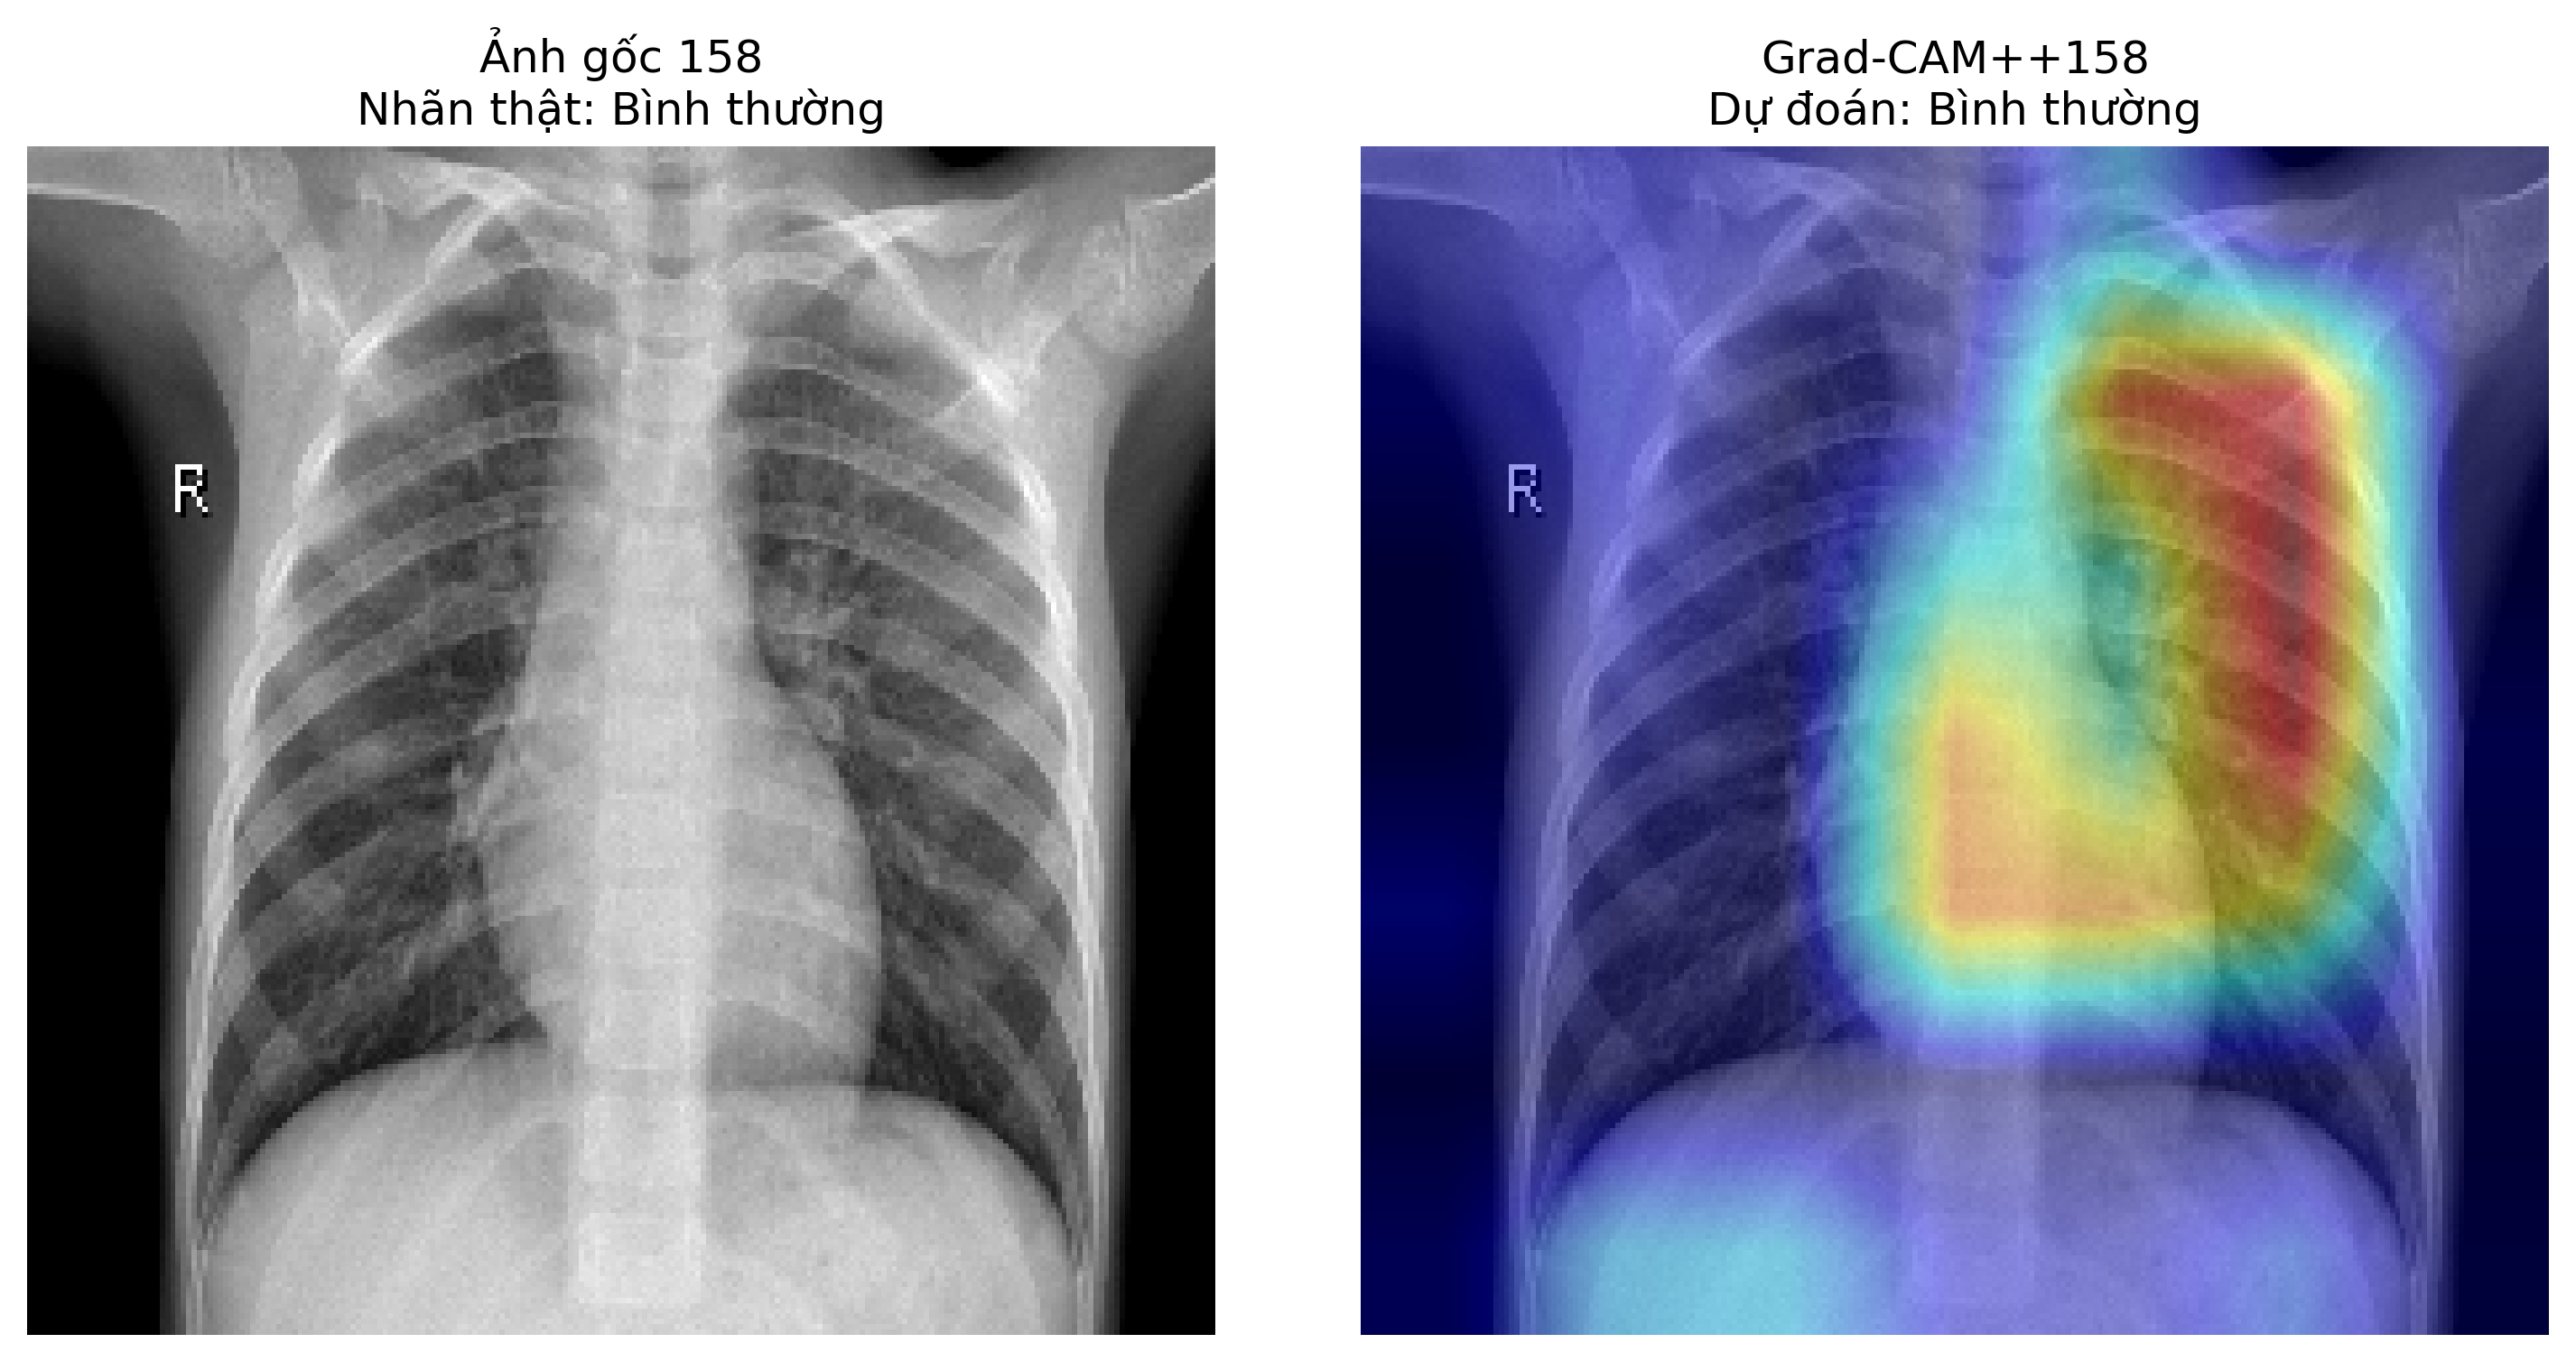 Ảnh gốc 158
Nhãn thật: Bình thường
Grad-CAM++158
Dự đoán: Bình thường
R
R